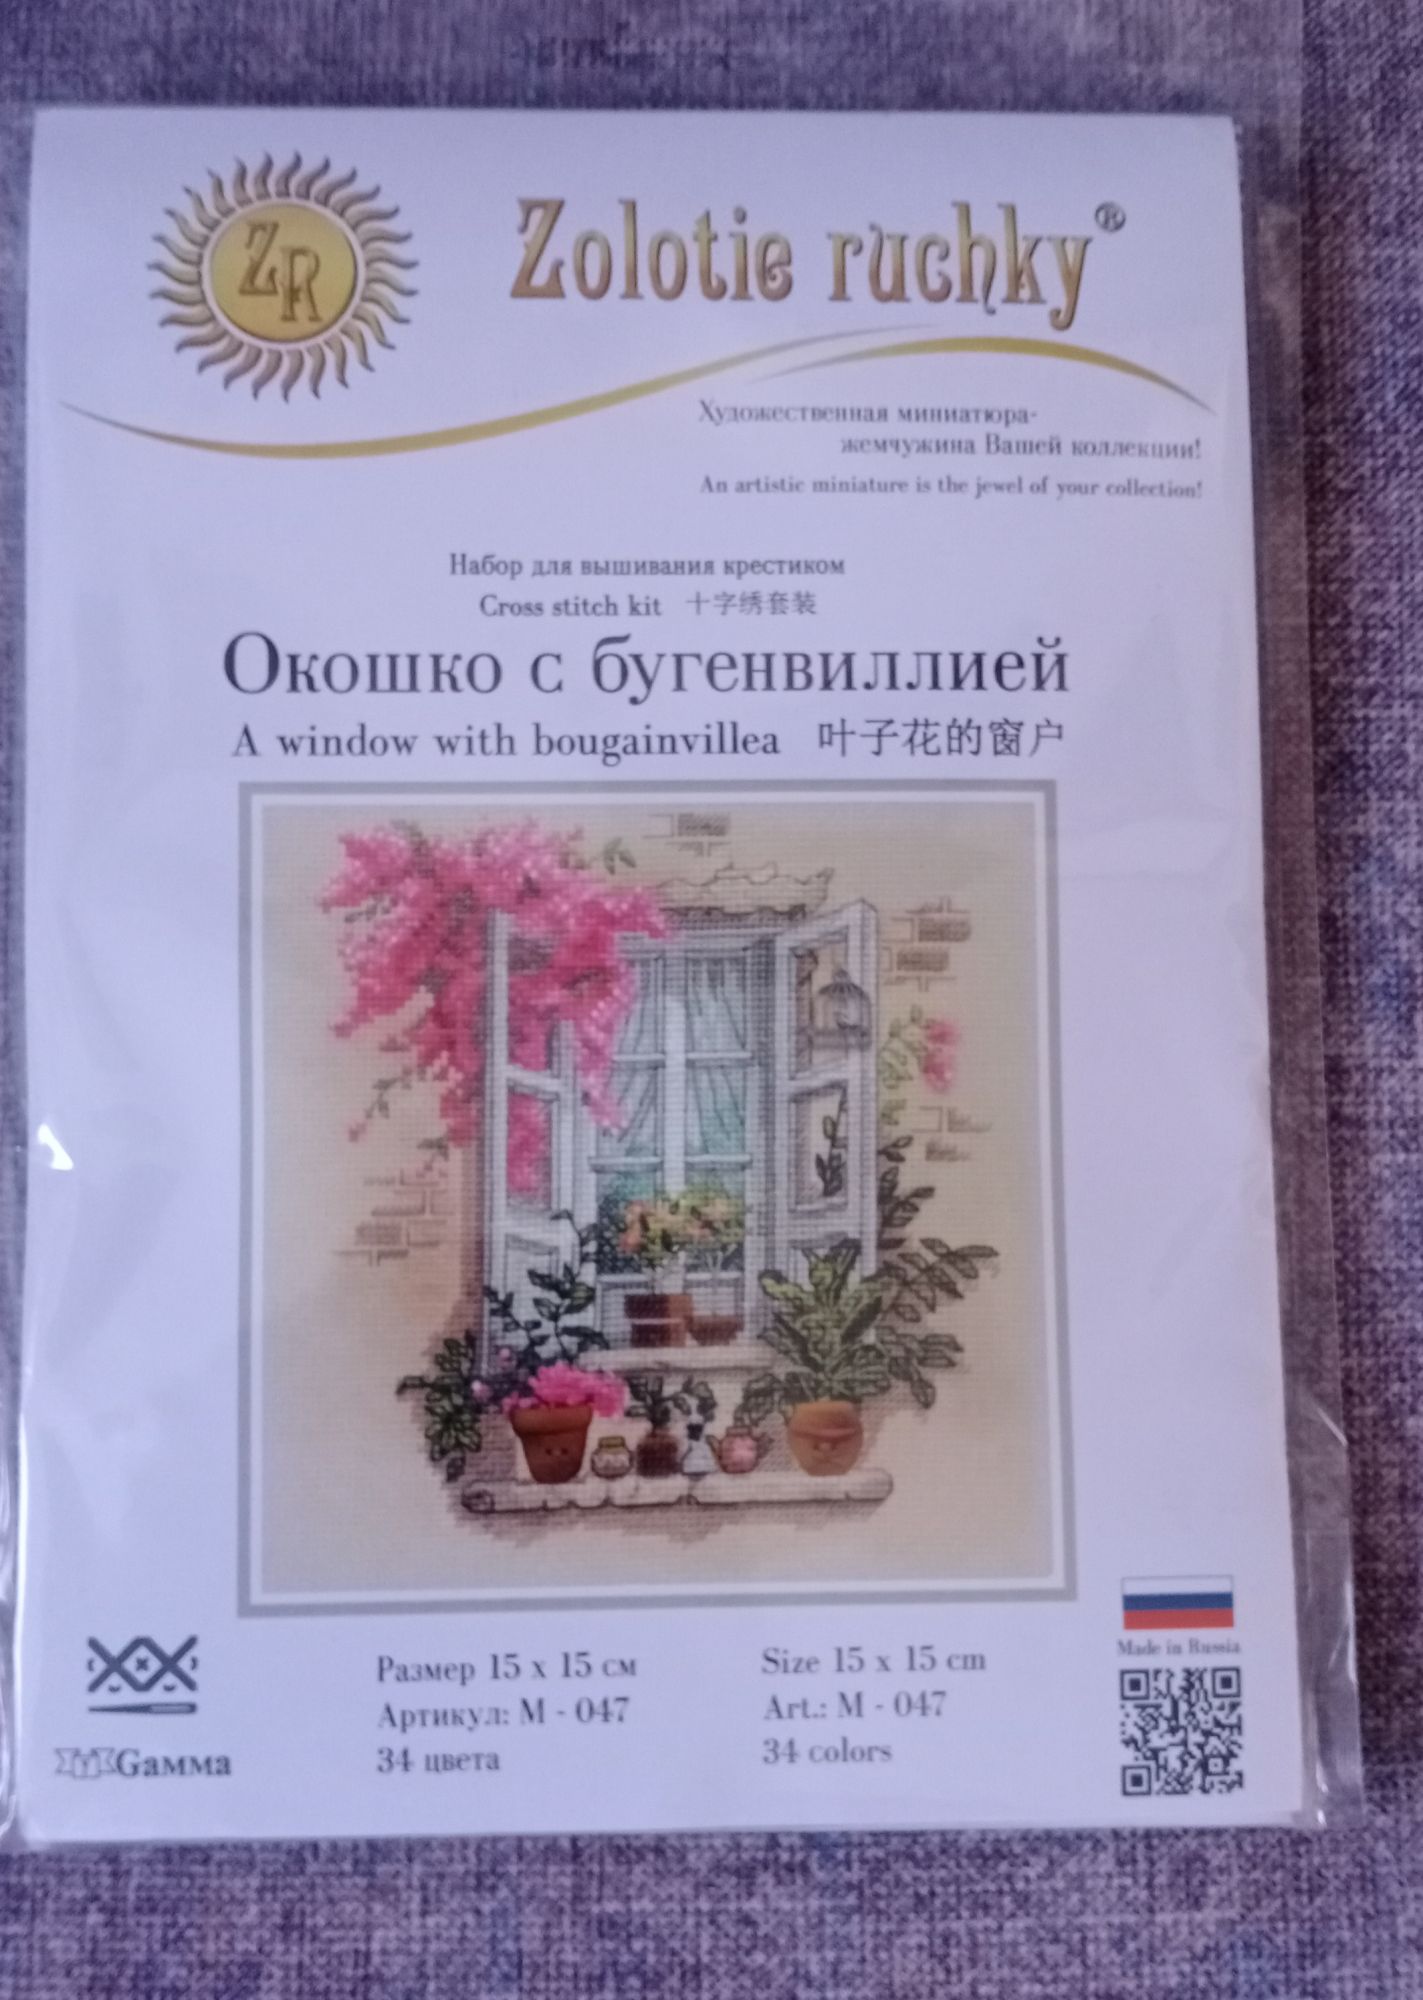 ZR
Zolotie ruchky®
Художественная миниатюра-
жемчужина Вашей коллекции!
An artistic miniature is the jewel of your collection!
Набор для вышивания крестиком
Cross stitch kit 十字绣套装
Окошко с бугенвиллией
A window with bougainvillea 叶子花的窗户
Размер 15 x 15 см
Артикул: М - 047
34 цвета
Size 15 x 15 cm
Art.: M - 047
34 colors
Made in Russia
Gамма